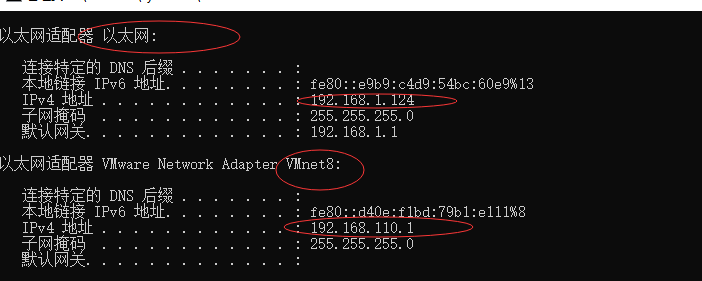 以太网适配器 以太网:
连接特定的 DNS 后缀 . . . . . . . :
本地链接 IPv6 地址. . . . . . . . : fe80::e9b9:c4d9:54bc:60e9%13
IPv4 地址 . . . . . . . . . . . . : 192.168.1.124
子网掩码 . . . . . . . . . . . . : 255.255.255.0
默认网关. . . . . . . . . . . . . : 192.168.1.1
以太网适配器 VMware Network Adapter VMnet8:
连接特定的 DNS 后缀 . . . . . . . :
本地链接 IPv6 地址. . . . . . . . : fe80::d40e:f1bd:79b1:e111%8
IPv4 地址 . . . . . . . . . . . . : 192.168.110.1
子网掩码 . . . . . . . . . . . . : 255.255.255.0
默认网关. . . . . . . . . . . . . :